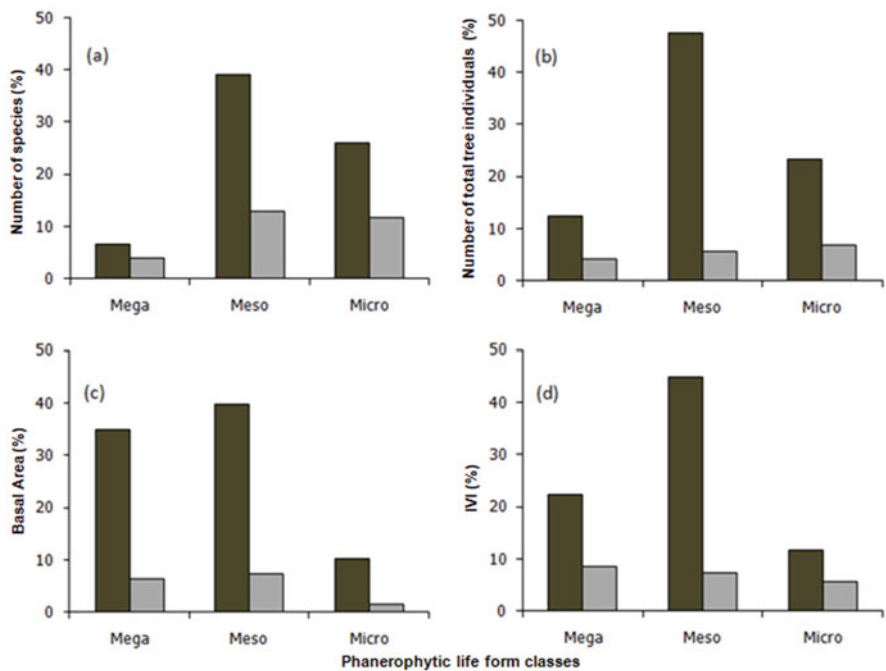 50
40
30
20
10
0
Number of species (%)
(a)
Mega Meso Micro
50
40
30
20
10
0
Number of total tree individuals (%)
(b)
Mega Meso Micro
50
40
30
20
10
0
Basal Area (%)
(c)
Mega Meso Micro
50
40
30
20
10
0
IVI (%)
(d)
Mega Meso Micro
Phanerophytic life form classes